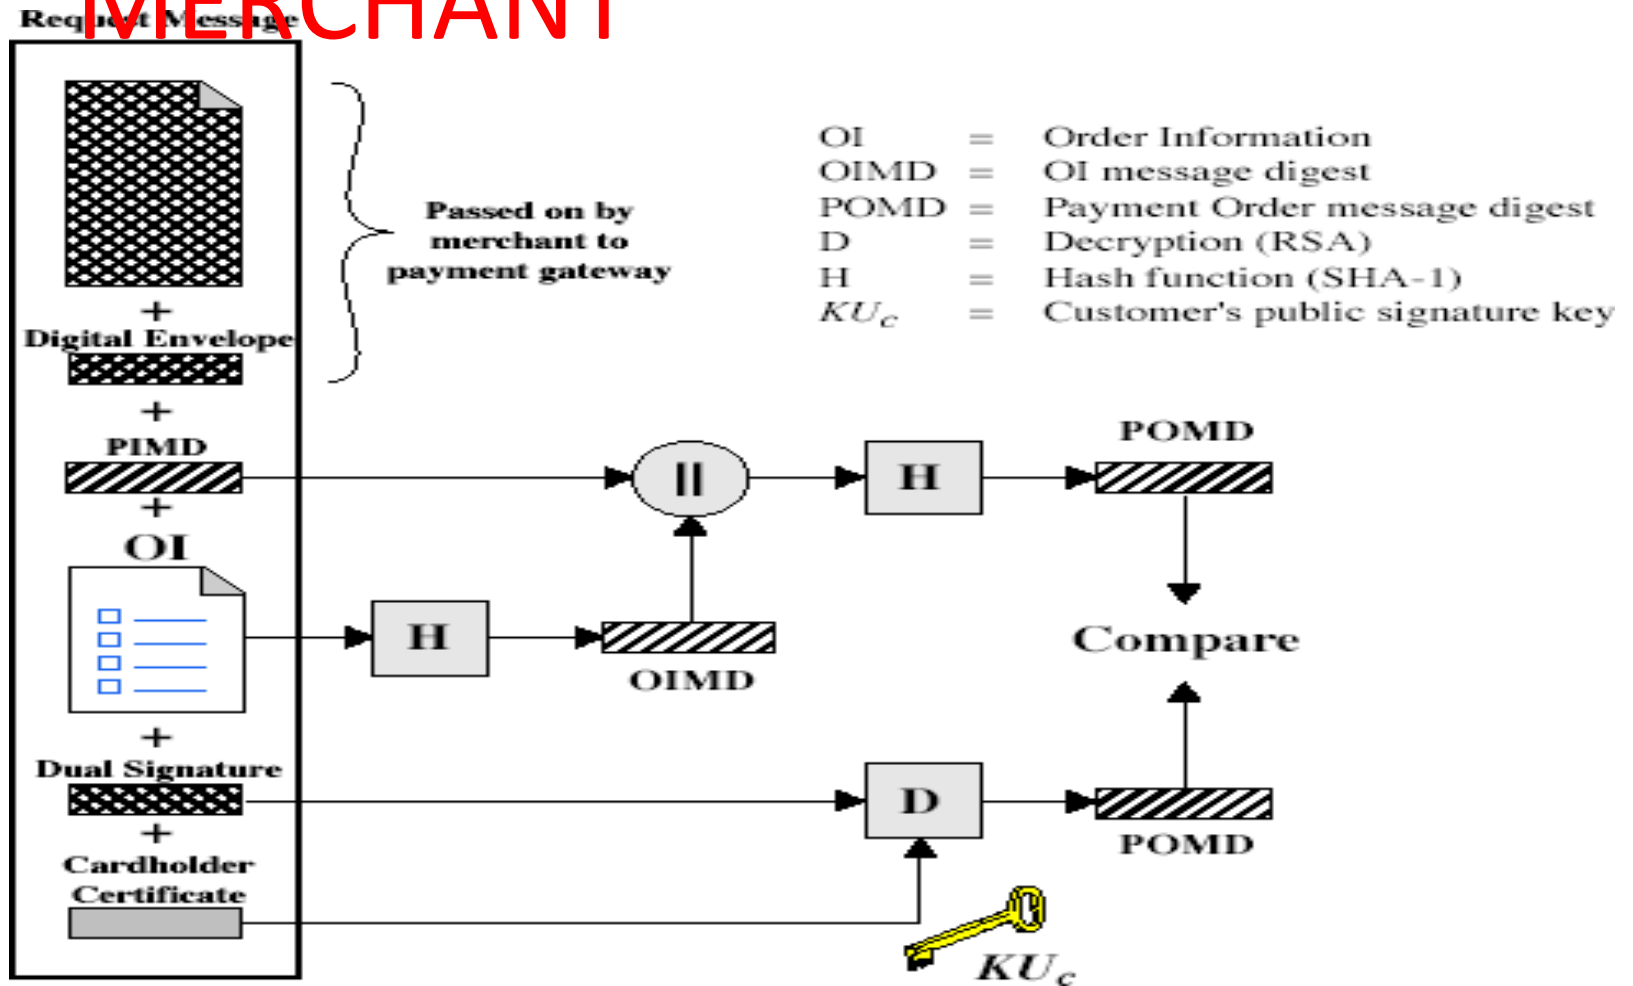 MERCHANT
Request Message
Passed on by
merchant to
payment gateway
OI = Order Information
OIMD = OI message digest
POMD = Payment Order message digest
D = Decryption (RSA)
H = Hash function (SHA-1)
KUc = Customer's public signature key
+
Digital Envelope
+
PIMD
+
OI
+
Dual Signature
+
Cardholder
Certificate
||
H
POMD
H
OIMD
Compare
D
POMD
KUc